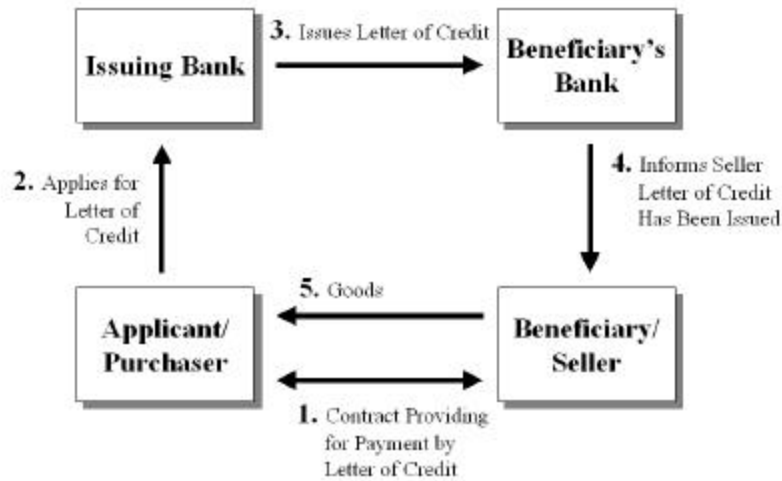 3. Issues Letter of Credit
Issuing Bank
Beneficiary's
Bank
2. Applies for
Letter of
Credit
4. Informs Seller
Letter of Credit
Has Been Issued
5. Goods
Applicant/
Purchaser
Beneficiary/
Seller
1. Contract Providing
for Payment by
Letter of Credit